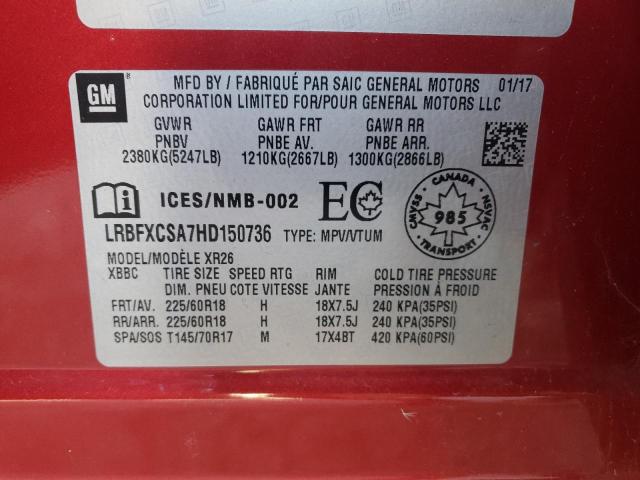 GM
GM
MFD BY / FABRIQUÉ PAR SAIC GENERAL MOTORS 01/17
CORPORATION LIMITED FOR/POUR GENERAL MOTORS LLC
GVWR GAWR FRT GAWR RR
PNBV PNBE AV. PNBE ARR.
2380KG(5247LB) 1210KG(2667LB) 1300KG(2866LB)
ICES/NMB-002 EC
CANADA CMVSS 985 NSVAC TRANSPORT
LRBFXCSA7HD150736 TYPE: MPV/VTUM
MODEL/MODÈLE XR26
XBBC TIRE SIZE SPEED RTG RIM COLD TIRE PRESSURE
DIM. PNEU COTE VITESSE JANTE PRESSION À FROID
FRT/AV. 225/60R18 H 18X7.5J 240 KPA(35PSI)
RR/ARR. 225/60R18 H 18X7.5J 240 KPA(35PSI)
SPA/SOS T145/70R17 M 17X4BT 420 KPA(60PSI)